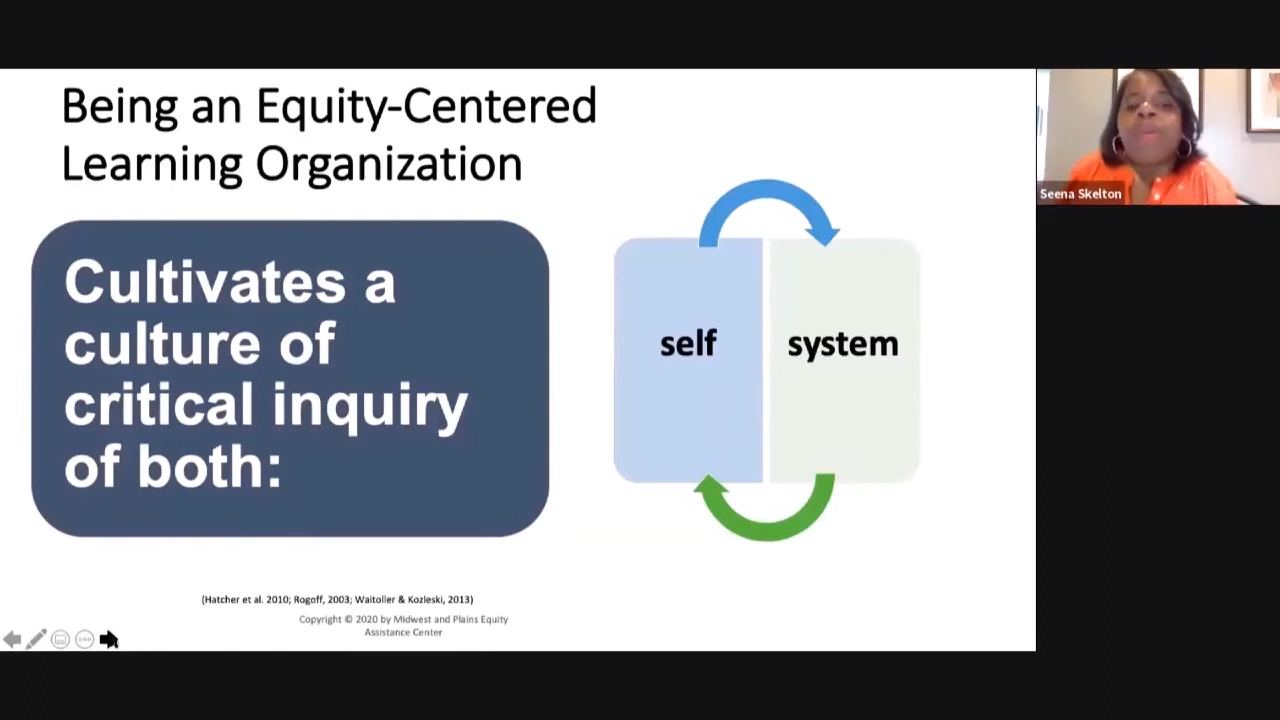 Being an Equity-Centered
Learning Organization
Cultivates a
culture of
critical inquiry
of both:
self
system
Seena Skelton
(Hatcher et al. 2010; Rogoff, 2003; Waitoller & Kozleski, 2013)
Copyright © 2020 by Midwest and Plains Equity
Assistance Center